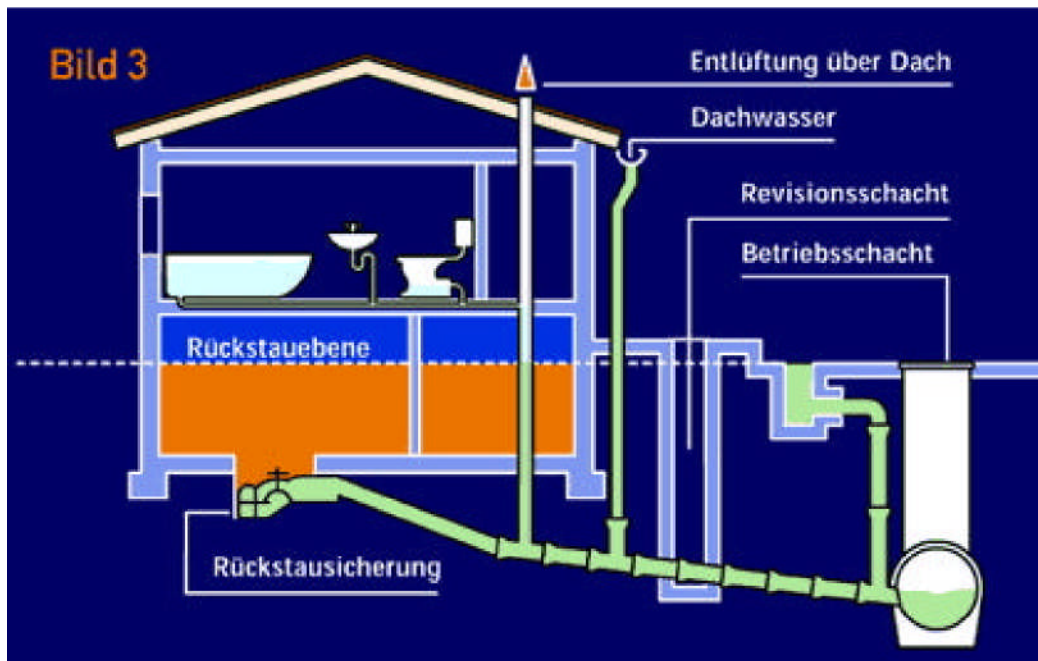 Bild 3
Entlüftung über Dach
Dachwasser
Revisionsschacht
Betriebsschacht
Rückstauebene
Rückstausicherung